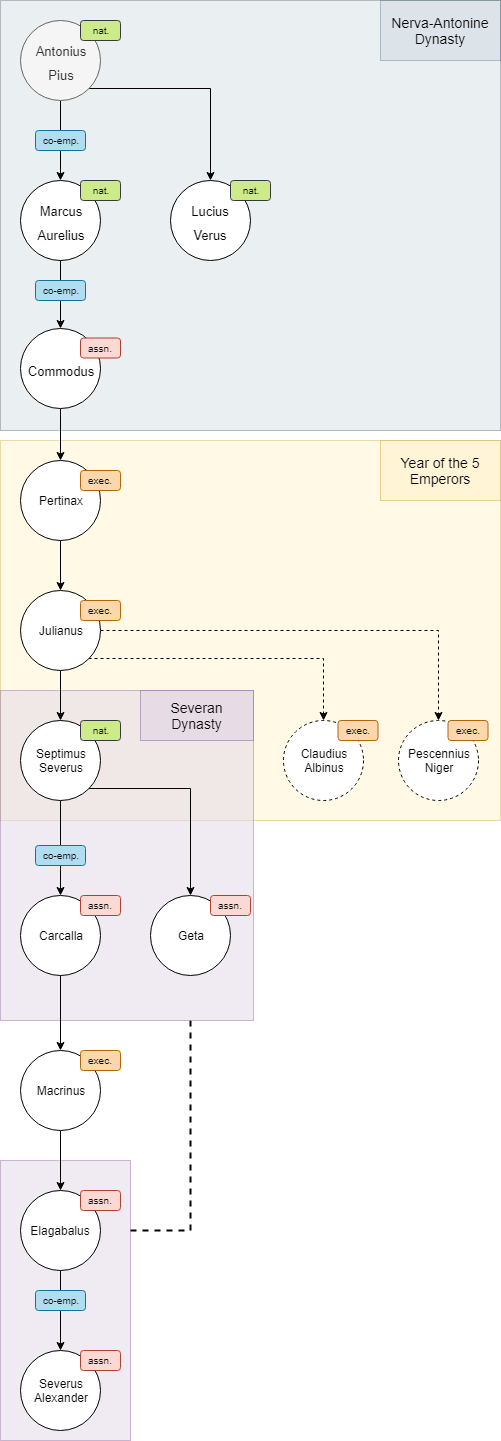 Nerva-Antonine
Dynasty
nat.
Antonius
Pius
co-emp.
nat.
Marcus
Aurelius
nat.
Lucius
Verus
co-emp.
assn.
Commodus
Year of the 5
Emperors
exec.
Pertinax
exec.
Julianus
Severan
Dynasty
nat.
Septimus
Severus
exec.
Claudius
Albinus
exec.
Pescennius
Niger
co-emp.
assn.
Carcalla
assn.
Geta
exec.
Macrinus
assn.
Elagabalus
co-emp.
assn.
Severus
Alexander